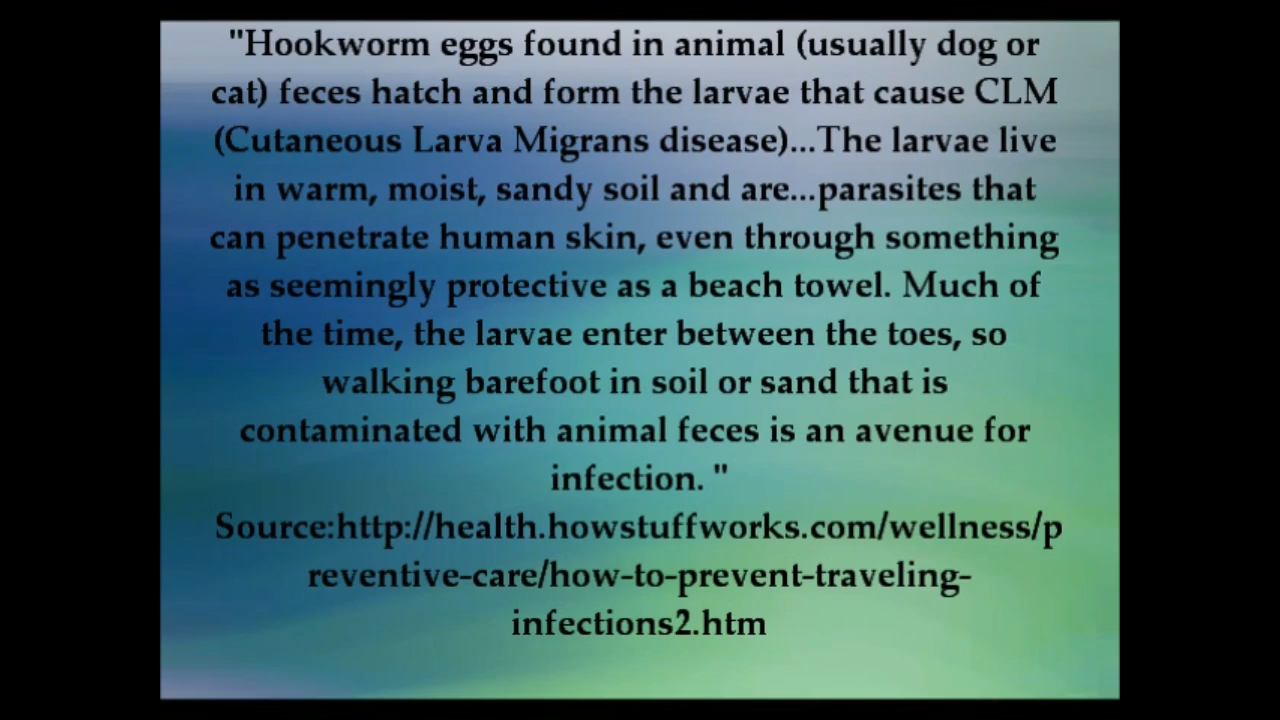 "Hookworm eggs found in animal (usually dog or
cat) feces hatch and form the larvae that cause CLM
(Cutaneous Larva Migrans disease)...The larvae live
in warm, moist, sandy soil and are...parasites that
can penetrate human skin, even through something
as seemingly protective as a beach towel. Much of
the time, the larvae enter between the toes, so
walking barefoot in soil or sand that is
contaminated with animal feces is an avenue for
infection. "
Source:http://health.howstuffworks.com/wellness/p
reventive-care/how-to-prevent-traveling-
infections2.htm